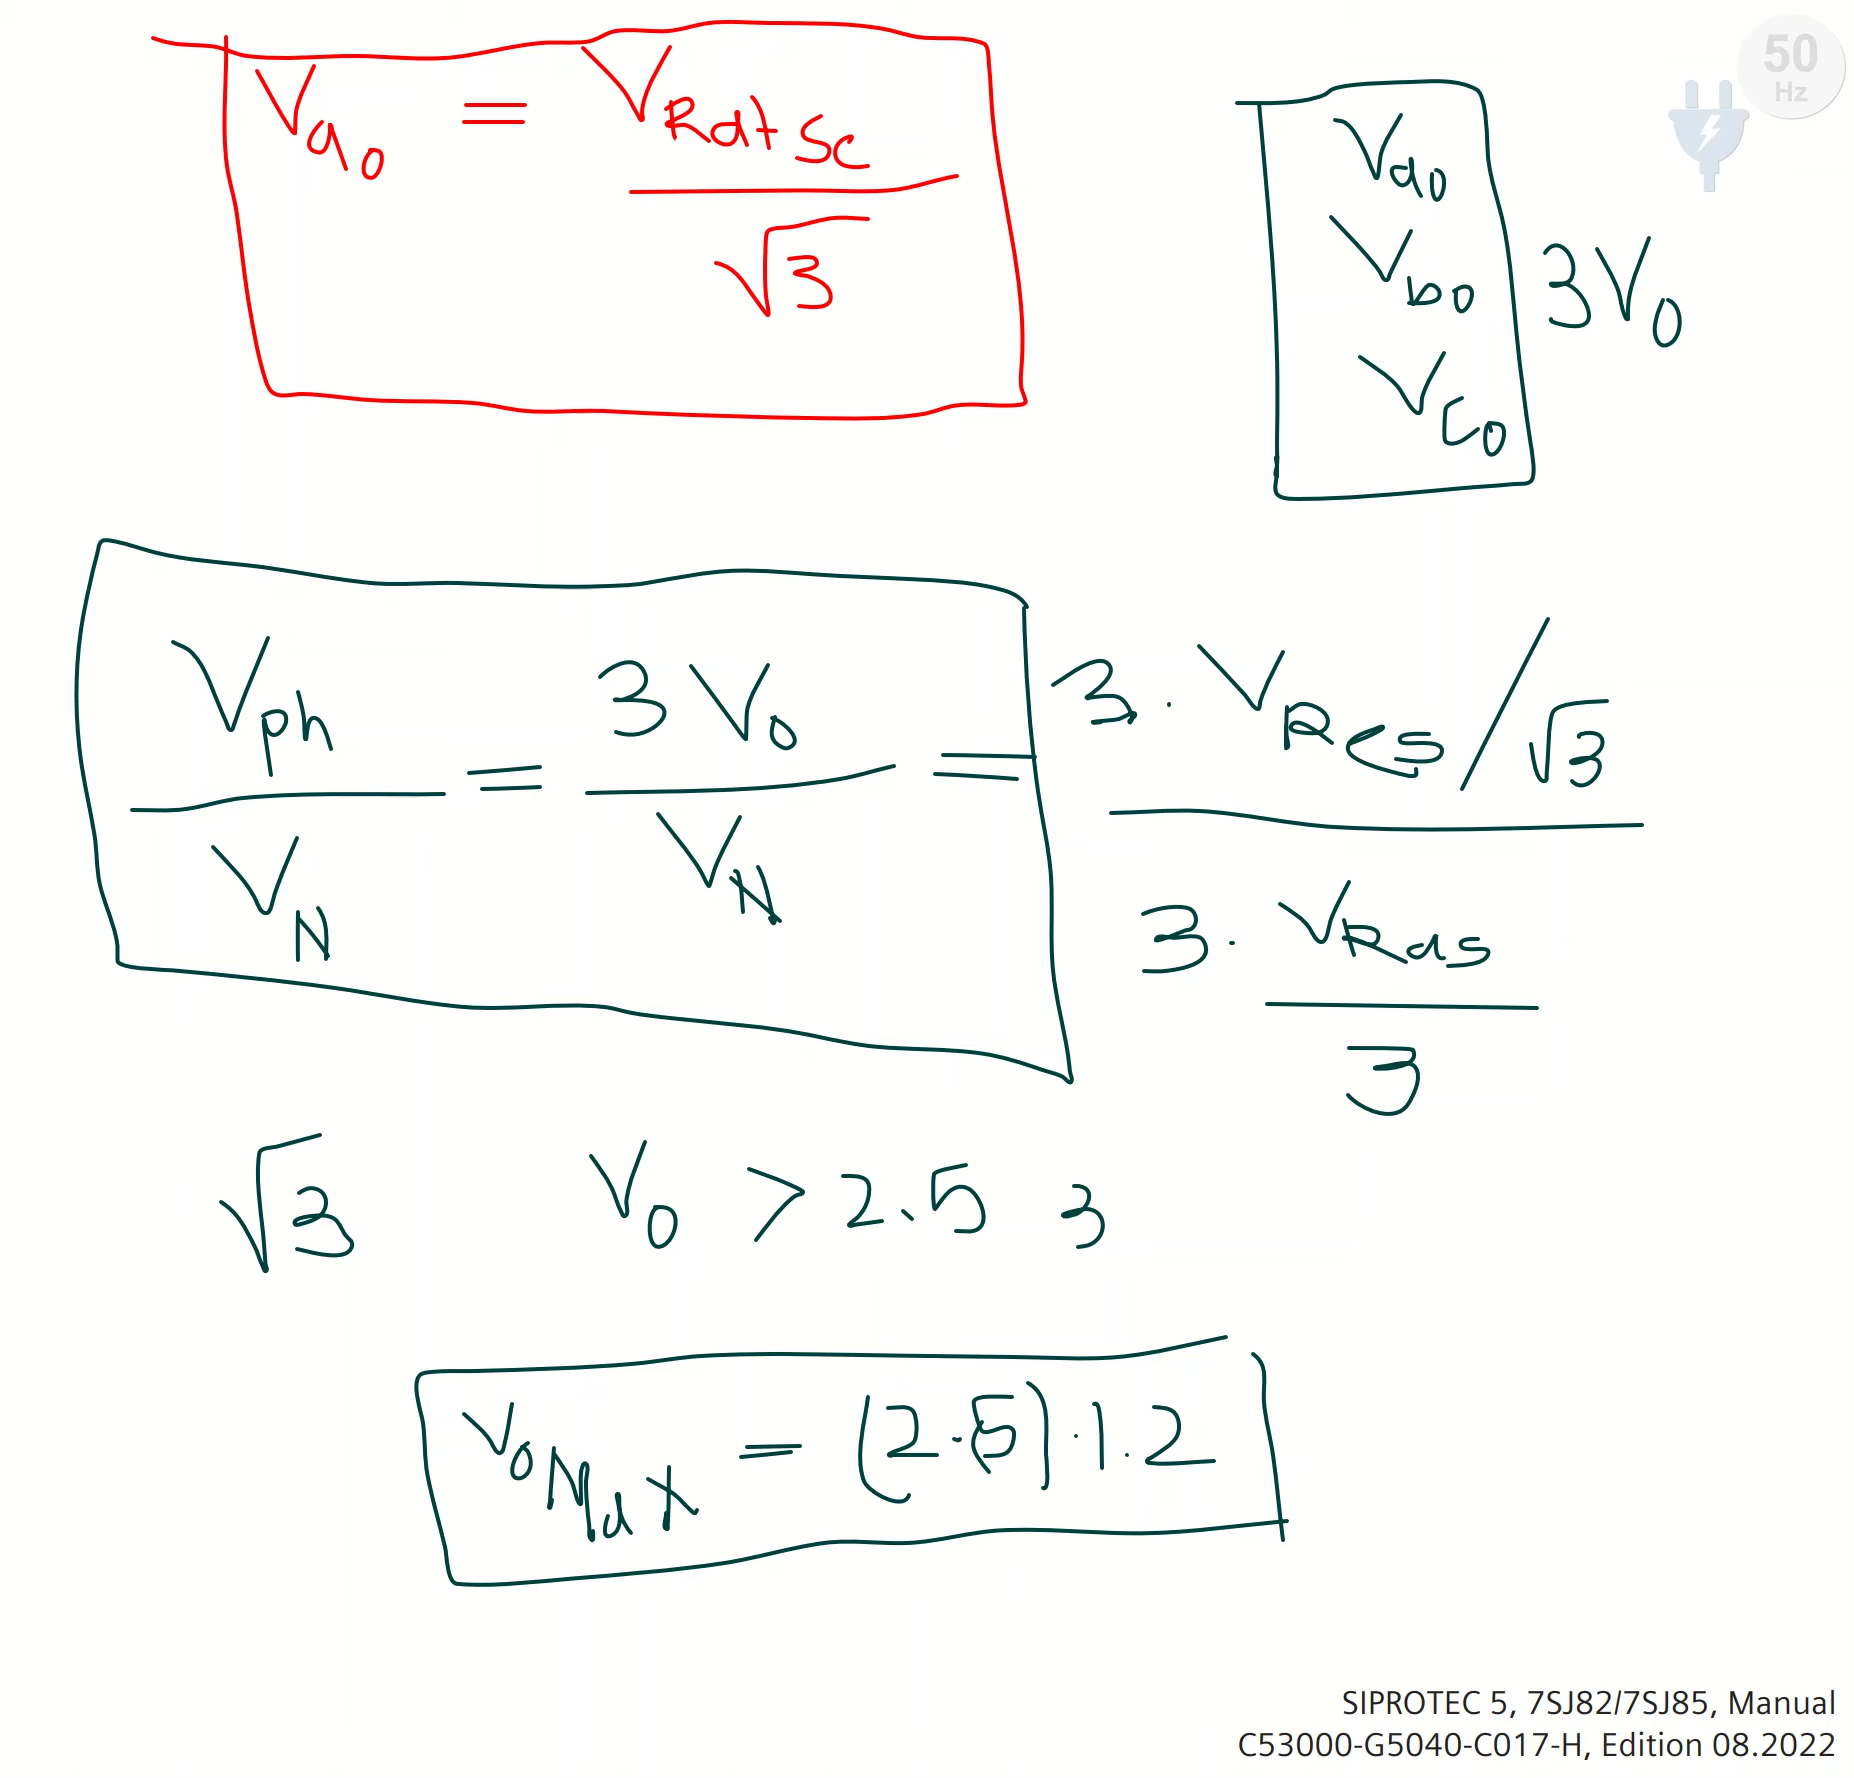 50
Hz
Va0 = VRat Sc / √3
Va0
Vb0
Vc0
3V0
Vph / VN = 3V0 / VN = 3 · VRes/√3 / 3 · VRas / 3
√3 V0 > 2.5 3
V0Max = (2.5) · 1.2
SIPROTEC 5, 7SJ82/7SJ85, Manual
C53000-G5040-C017-H, Edition 08.2022